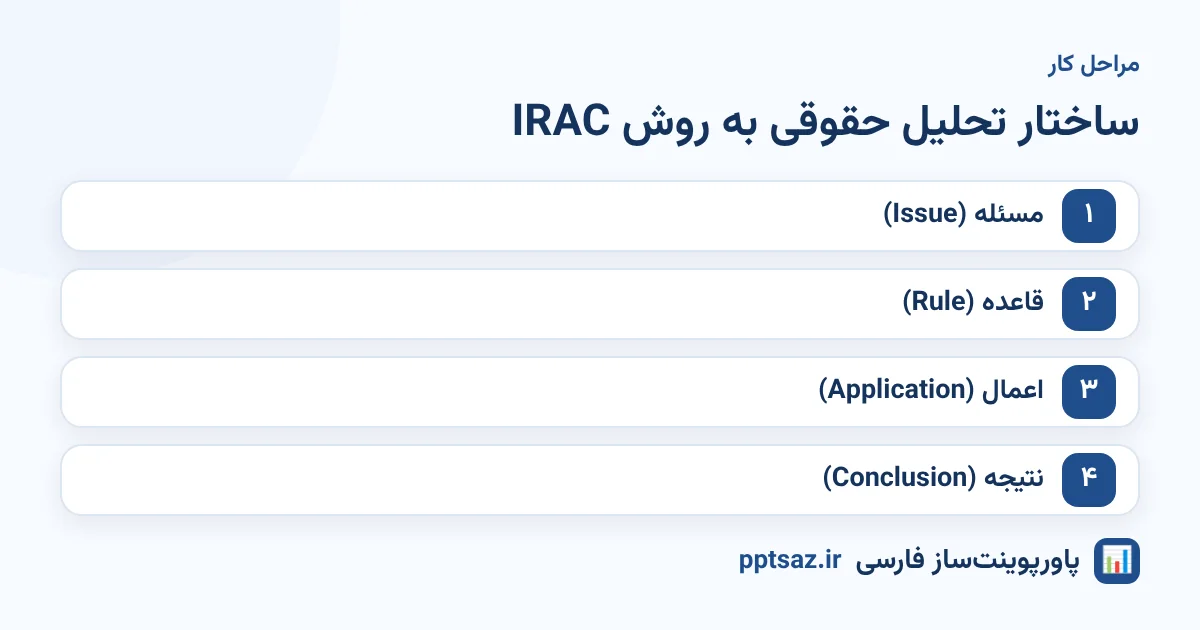 مراحل کار
ساختار تحلیل حقوقی به روش IRAC
۱ مسئله (Issue)
۲ قاعده (Rule)
۳ اعمال (Application)
۴ نتیجه (Conclusion)
پاورپوینت‌ساز فارسی pptsaz.ir